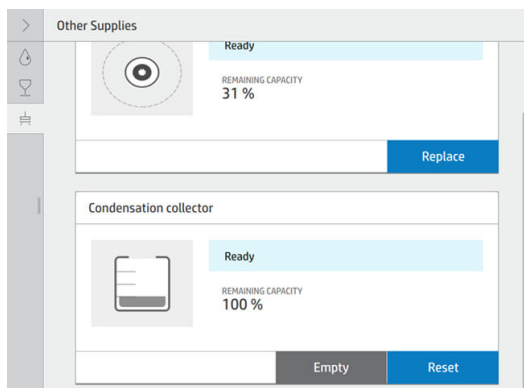 Other Supplies
Ready
REMAINING CAPACITY
31 %
Replace
Condensation collector
Ready
REMAINING CAPACITY
100 %
Empty
Reset